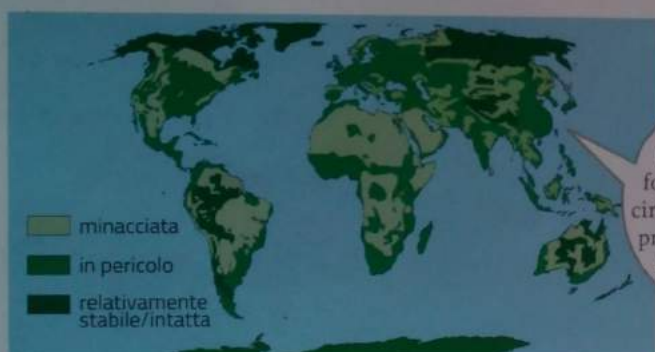 minacciata
in pericolo
relativamente
stabile/intatta